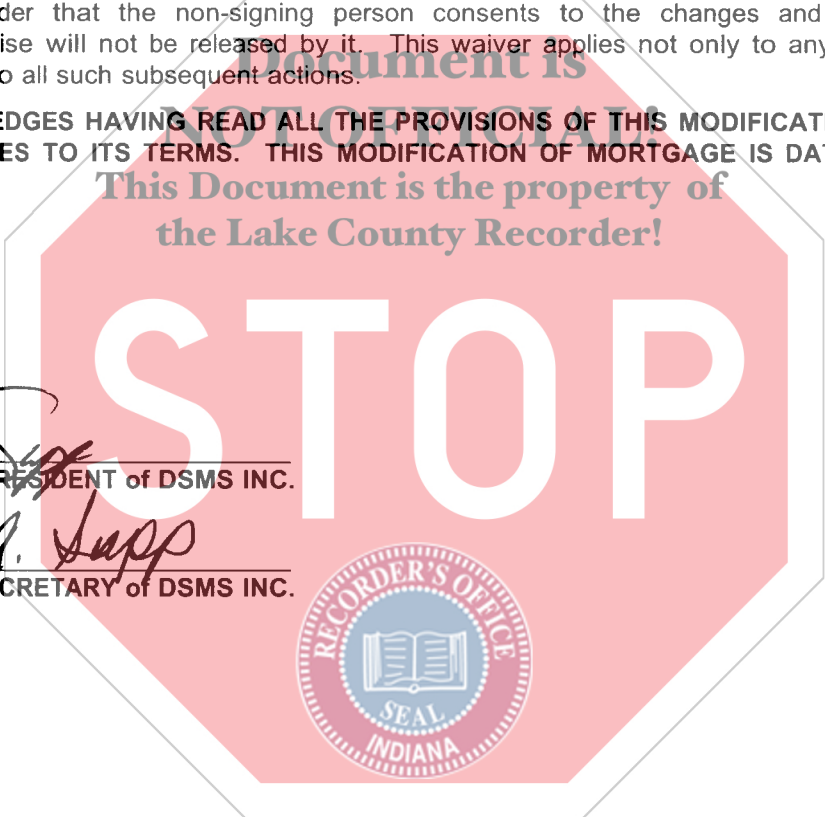 der that the non-signing person consents to the changes and
ise will not be released by it. This waiver applies not only to any
o all such subsequent actions.
Document is
NOT OFFICIAL!
EDGES HAVING READ ALL THE PROVISIONS OF THIS MODIFICAT
ES TO ITS TERMS. THIS MODIFICATION OF MORTGAGE IS DAT
This Document is the property of
the Lake County Recorder!
STOP
RESIDENT of DSMS INC.
. Sapp
CRETARY of DSMS INC.
RECORDER'S OFFICE
SEAL
INDIANA